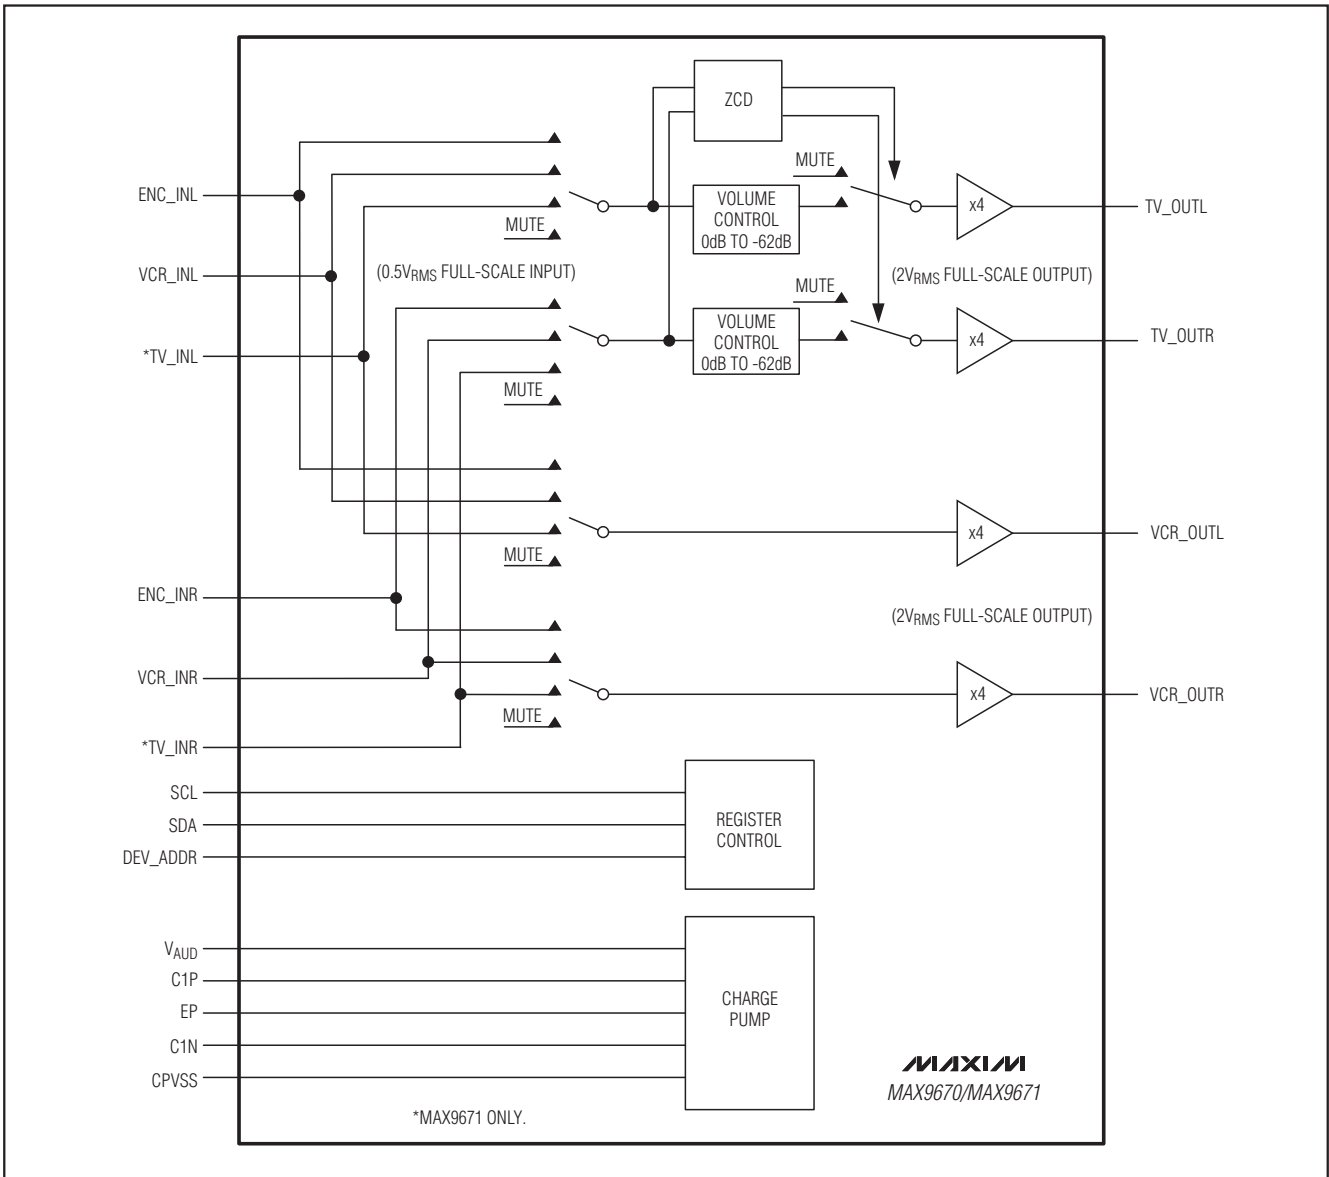 ZCD
MUTE
ENC_INL
VOLUME
CONTROL
0dB TO -62dB
x4
TV_OUTL
MUTE
VCR_INL
(0.5VRMS FULL-SCALE INPUT)
(2VRMS FULL-SCALE OUTPUT)
MUTE
*TV_INL
VOLUME
CONTROL
0dB TO -62dB
x4
TV_OUTR
MUTE
x4
VCR_OUTL
MUTE
ENC_INR
(2VRMS FULL-SCALE OUTPUT)
VCR_INR
x4
VCR_OUTR
MUTE
*TV_INR
SCL
SDA
DEV_ADDR
REGISTER
CONTROL
VAUD
C1P
EP
C1N
CPVSS
CHARGE
PUMP
MAXIM
MAX9670/MAX9671
*MAX9671 ONLY.